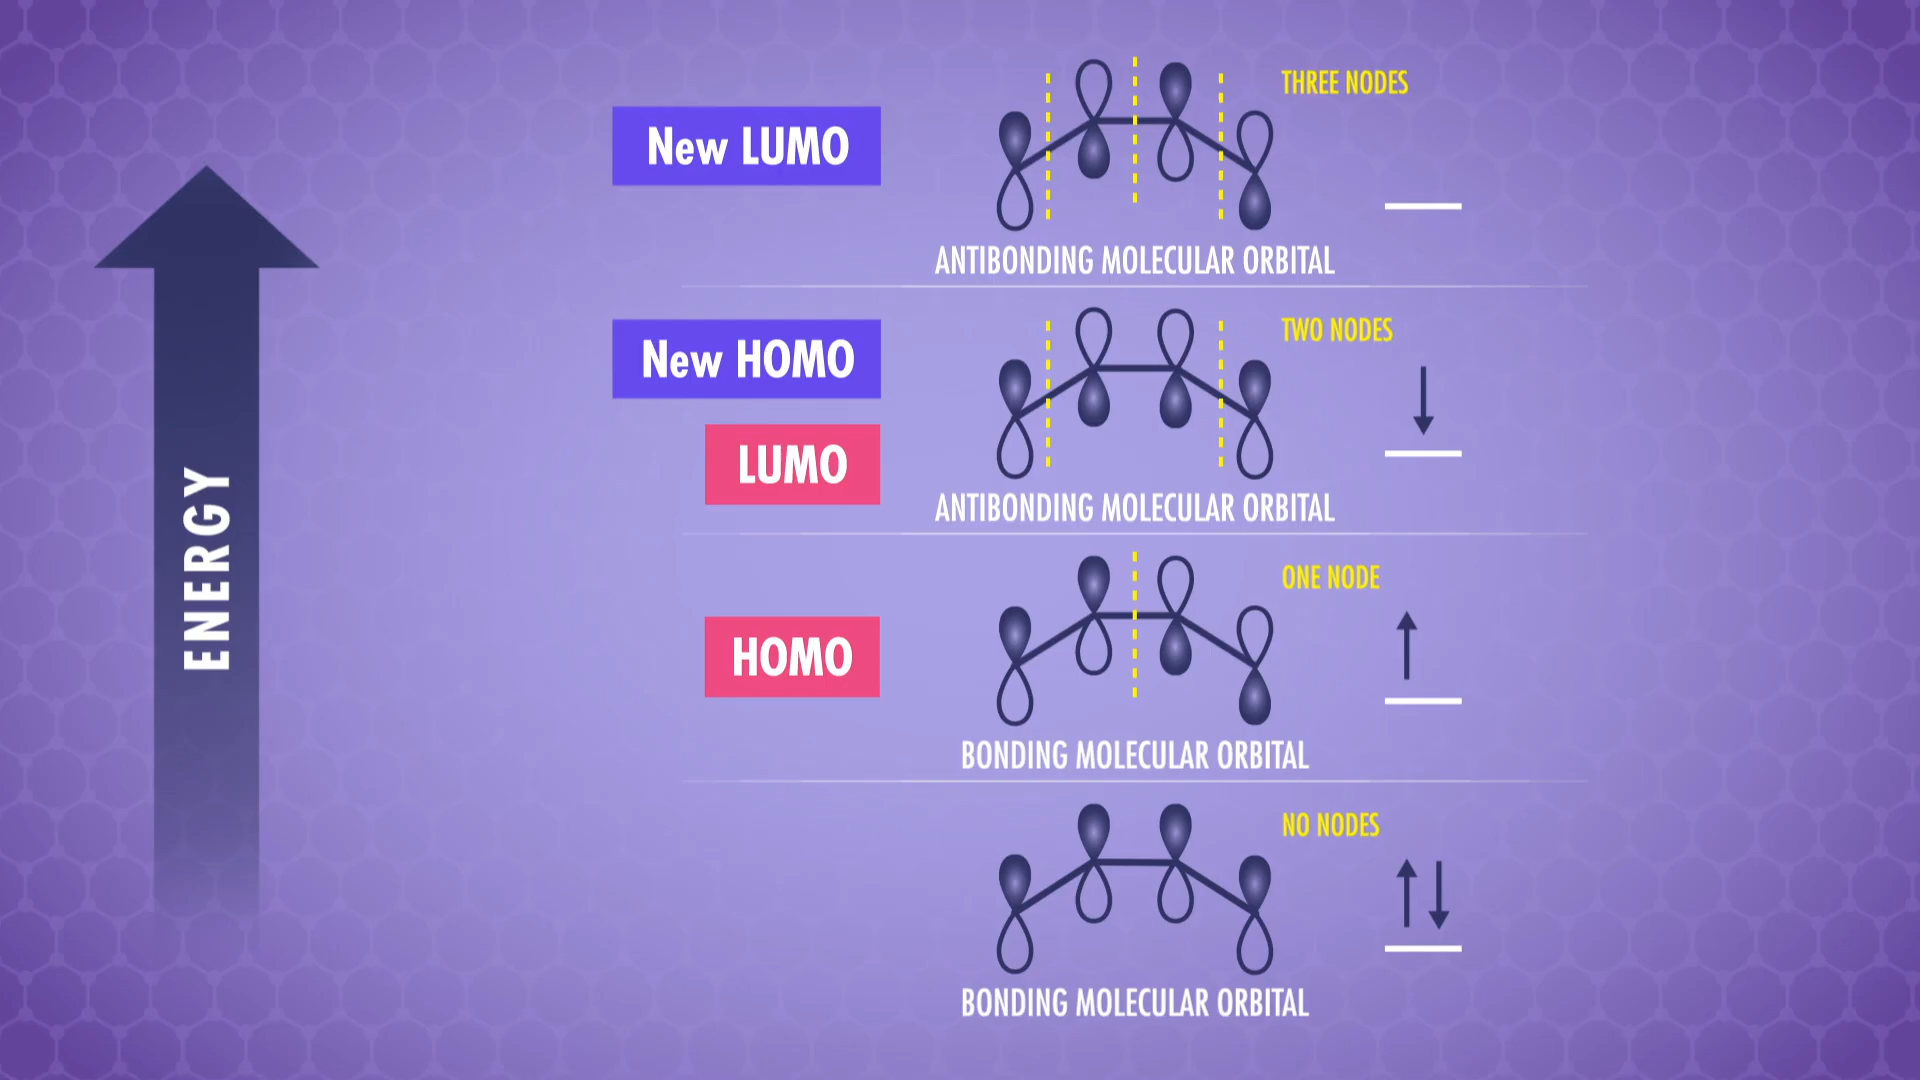 THREE NODES
New LUMO
ANTIBONDING MOLECULAR ORBITAL
TWO NODES
New HOMO
LUMO
ANTIBONDING MOLECULAR ORBITAL
ENERGY
ONE NODE
HOMO
BONDING MOLECULAR ORBITAL
NO NODES
BONDING MOLECULAR ORBITAL